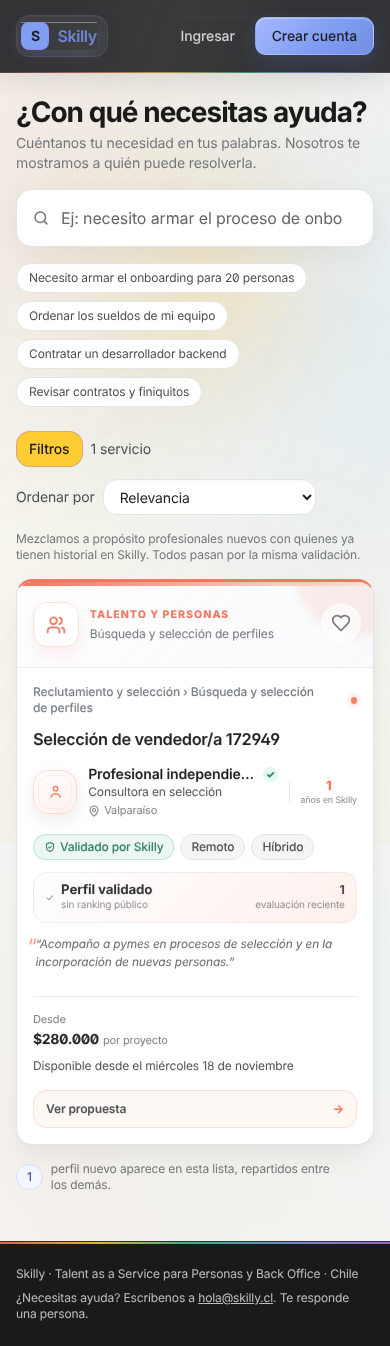 S Skilly
Ingresar
Crear cuenta
¿Con qué necesitas ayuda?
Cuéntanos tu necesidad en tus palabras. Nosotros te
mostramos a quién puede resolverla.
Ej: necesito armar el proceso de onbo
Necesito armar el onboarding para 20 personas
Ordenar los sueldos de mi equipo
Contratar un desarrollador backend
Revisar contratos y finiquitos
Filtros 1 servicio
Ordenar por Relevancia
Mezclamos a propósito profesionales nuevos con quienes ya
tienen historial en Skilly. Todos pasan por la misma validación.
TALENTO Y PERSONAS
Búsqueda y selección de perfiles
Reclutamiento y selección › Búsqueda y selección
de perfiles
Selección de vendedor/a 172949
Profesional independie...
Consultora en selección
Valparaíso
1
años en Skilly
Validado por Skilly
Remoto
Híbrido
Perfil validado
sin ranking público
1
evaluación reciente
"“Acompaño a pymes en procesos de selección y en la
incorporación de nuevas personas.”
Desde
$280.000 por proyecto
Disponible desde el miércoles 18 de noviembre
Ver propuesta →
1 perfil nuevo aparece en esta lista, repartidos entre
los demás.
Skilly · Talent as a Service para Personas y Back Office · Chile
¿Necesitas ayuda? Escríbenos a hola@skilly.cl. Te responde
una persona.